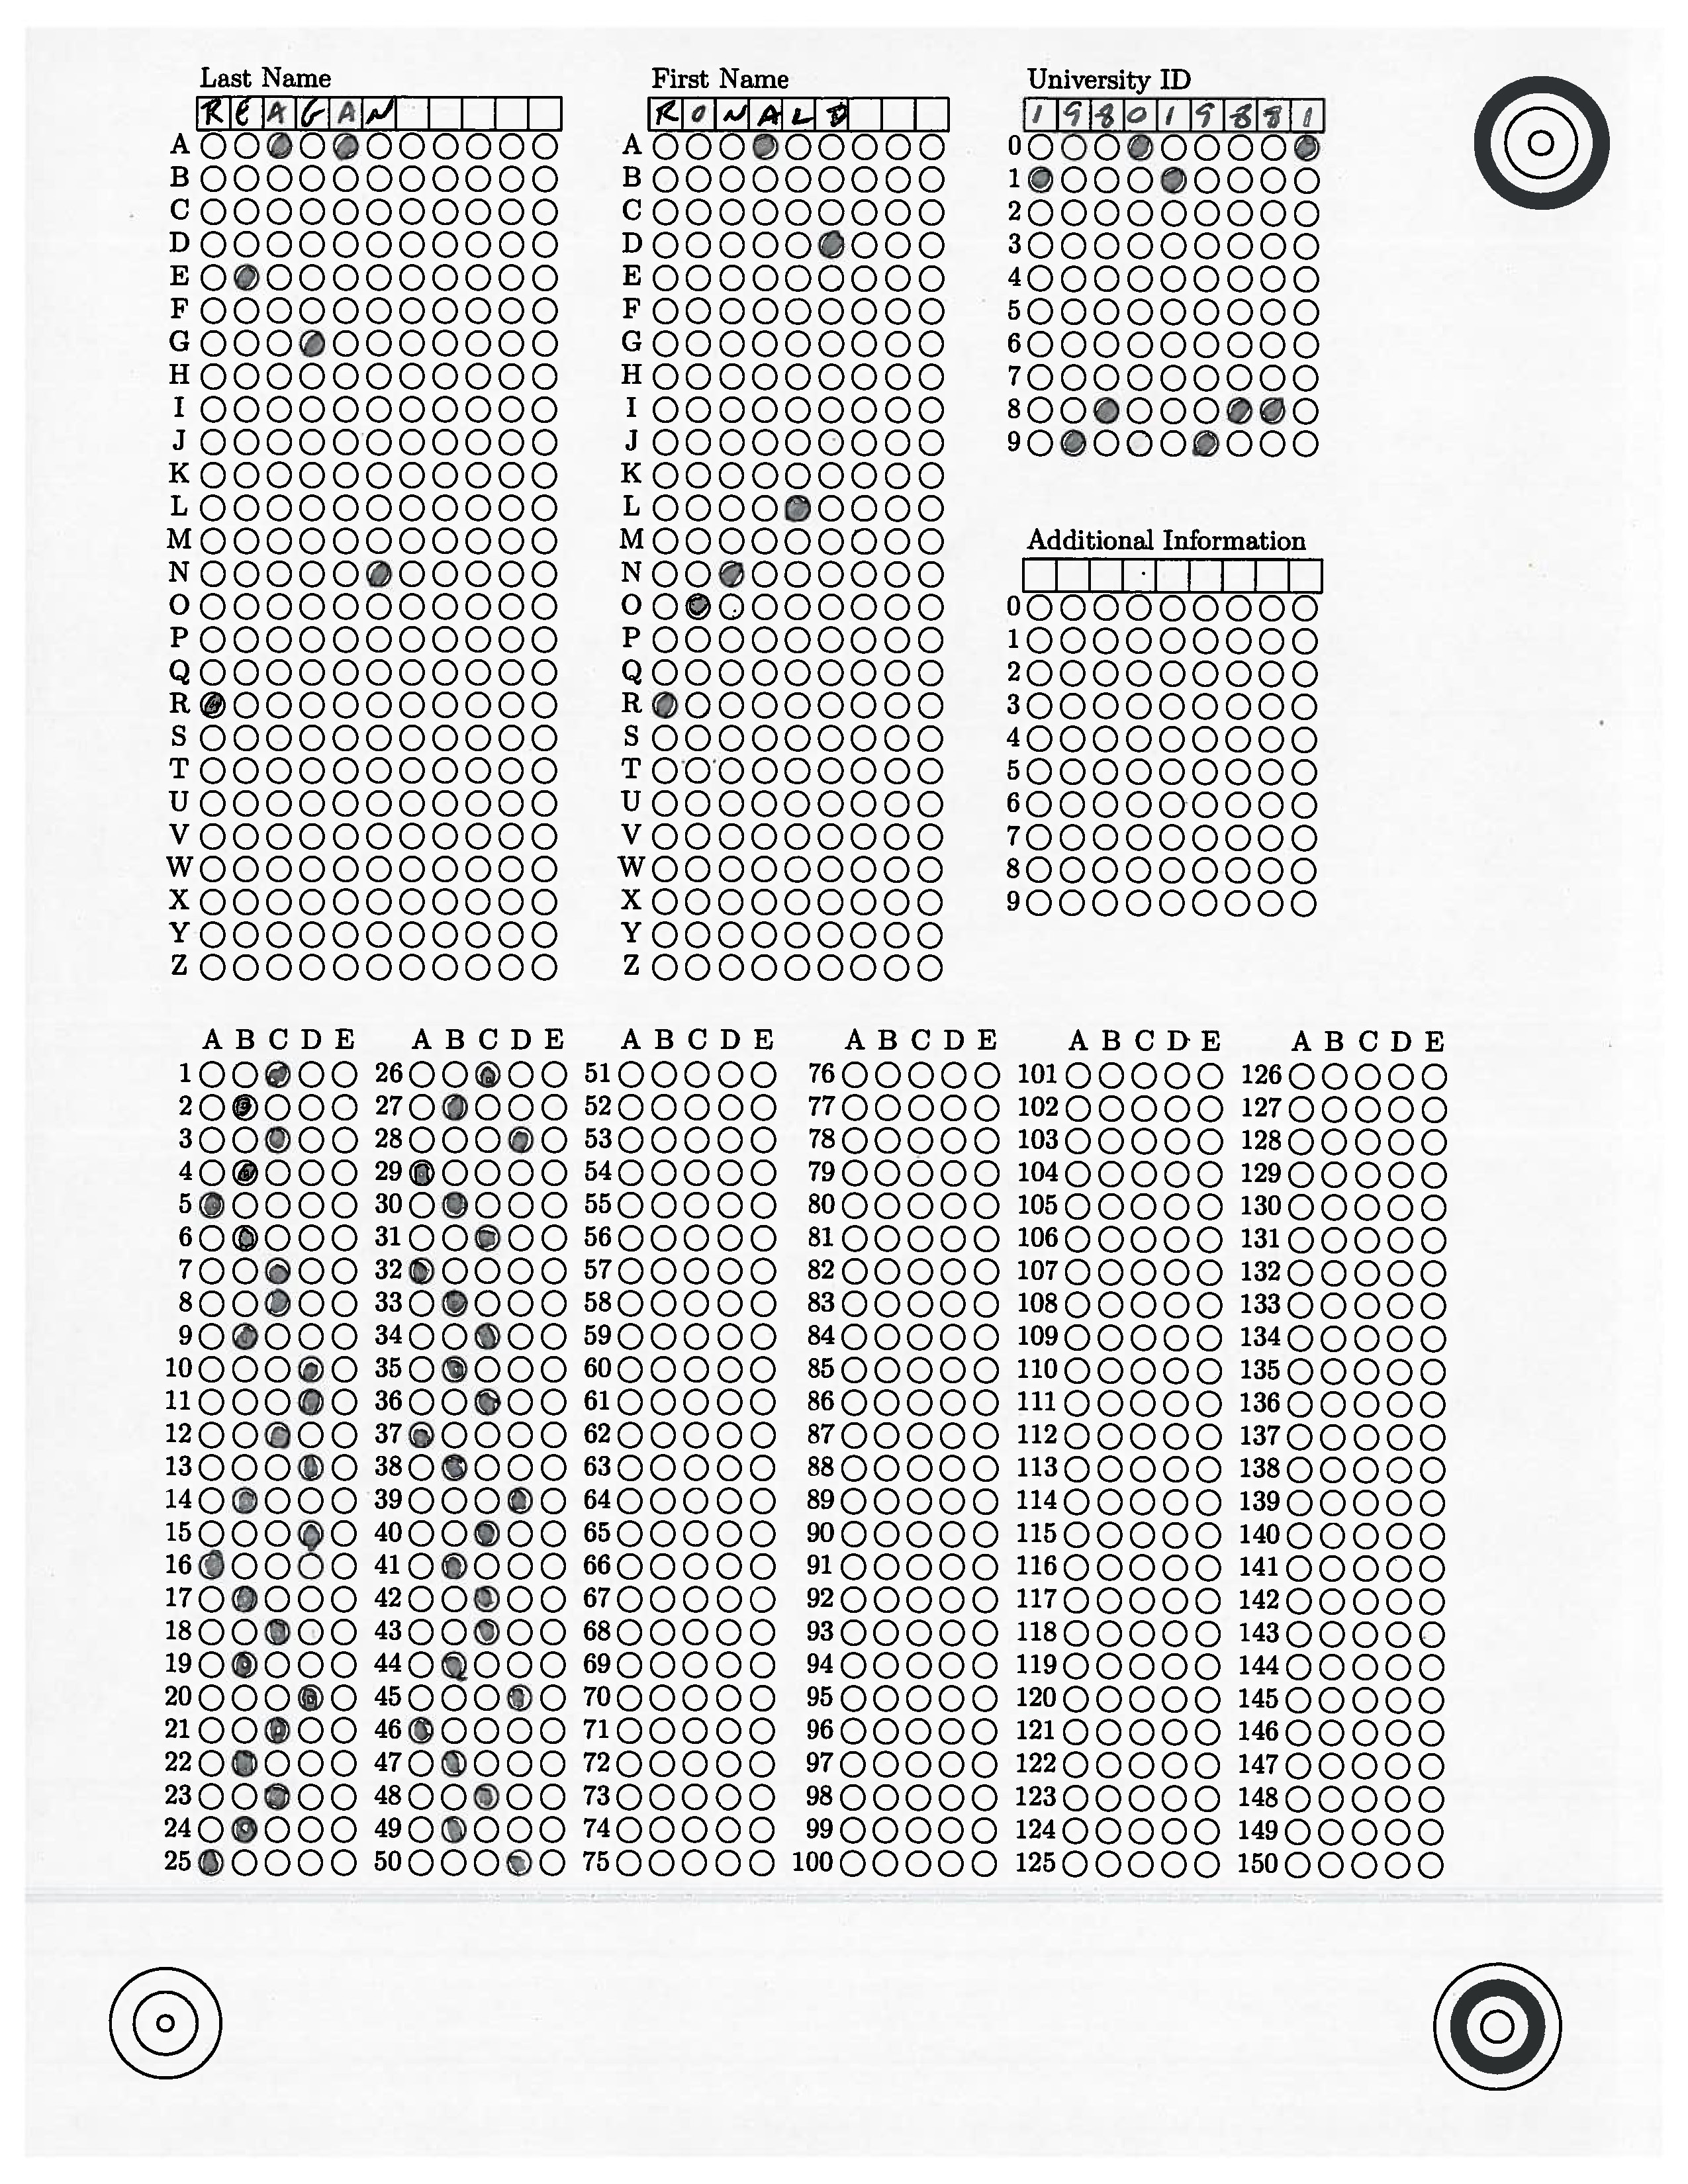 Last Name
REAGAN
A
B
C
D
E
F
G
H
I
J
K
L
M
N
O
P
Q
R
S
T
U
V
W
X
Y
Z
First Name
RONALD
A
B
C
D
E
F
G
H
I
J
K
L
M
N
O
P
Q
R
S
T
U
V
W
X
Y
Z
University ID
198019881
0
1
2
3
4
5
6
7
8
9
Additional Information
0
1
2
3
4
5
6
7
8
9
A B C D E
1
2
3
4
5
6
7
8
9
10
11
12
13
14
15
16
17
18
19
20
21
22
23
24
25
A B C D E
26
27
28
29
30
31
32
33
34
35
36
37
38
39
40
41
42
43
44
45
46
47
48
49
50
A B C D E
51
52
53
54
55
56
57
58
59
60
61
62
63
64
65
66
67
68
69
70
71
72
73
74
75
A B C D E
76
77
78
79
80
81
82
83
84
85
86
87
88
89
90
91
92
93
94
95
96
97
98
99
100
A B C D E
101
102
103
104
105
106
107
108
109
110
111
112
113
114
115
116
117
118
119
120
121
122
123
124
125
A B C D E
126
127
128
129
130
131
132
133
134
135
136
137
138
139
140
141
142
143
144
145
146
147
148
149
150